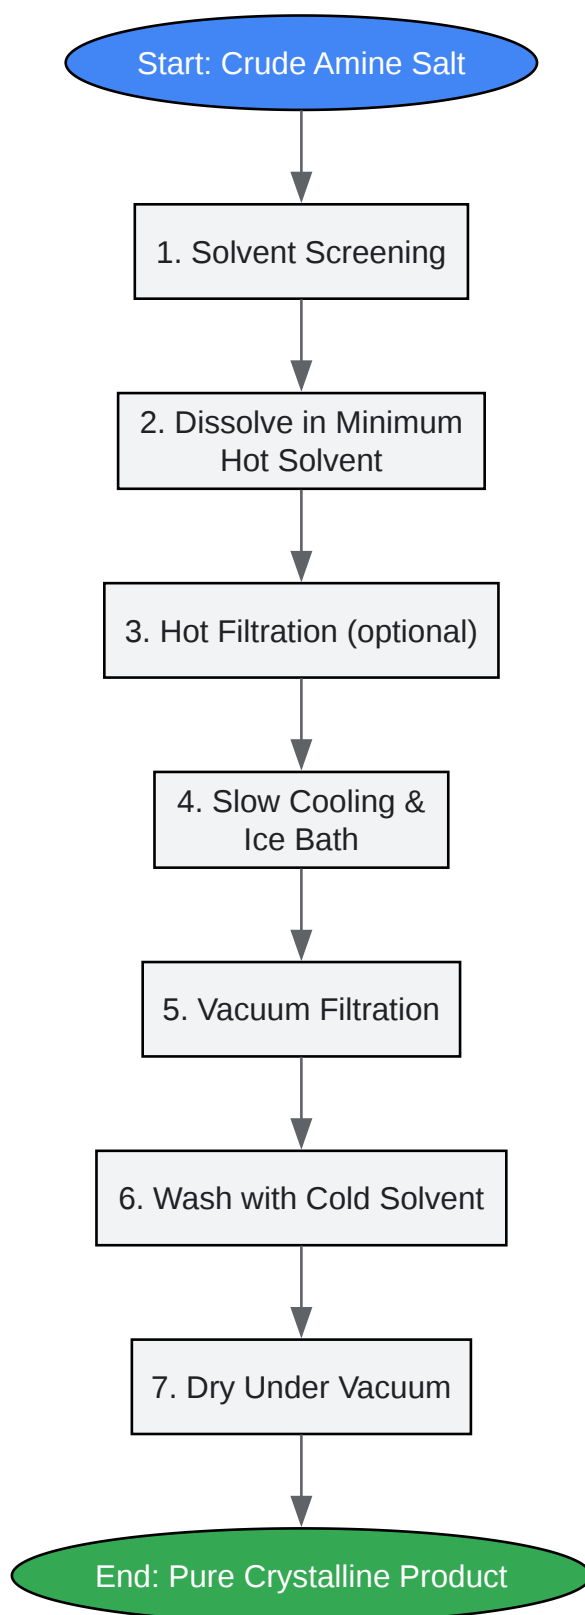 Start: Crude Amine Salt
1. Solvent Screening
2. Dissolve in Minimum
Hot Solvent
3. Hot Filtration (optional)
4. Slow Cooling &
Ice Bath
5. Vacuum Filtration
6. Wash with Cold Solvent
7. Dry Under Vacuum
End: Pure Crystalline Product